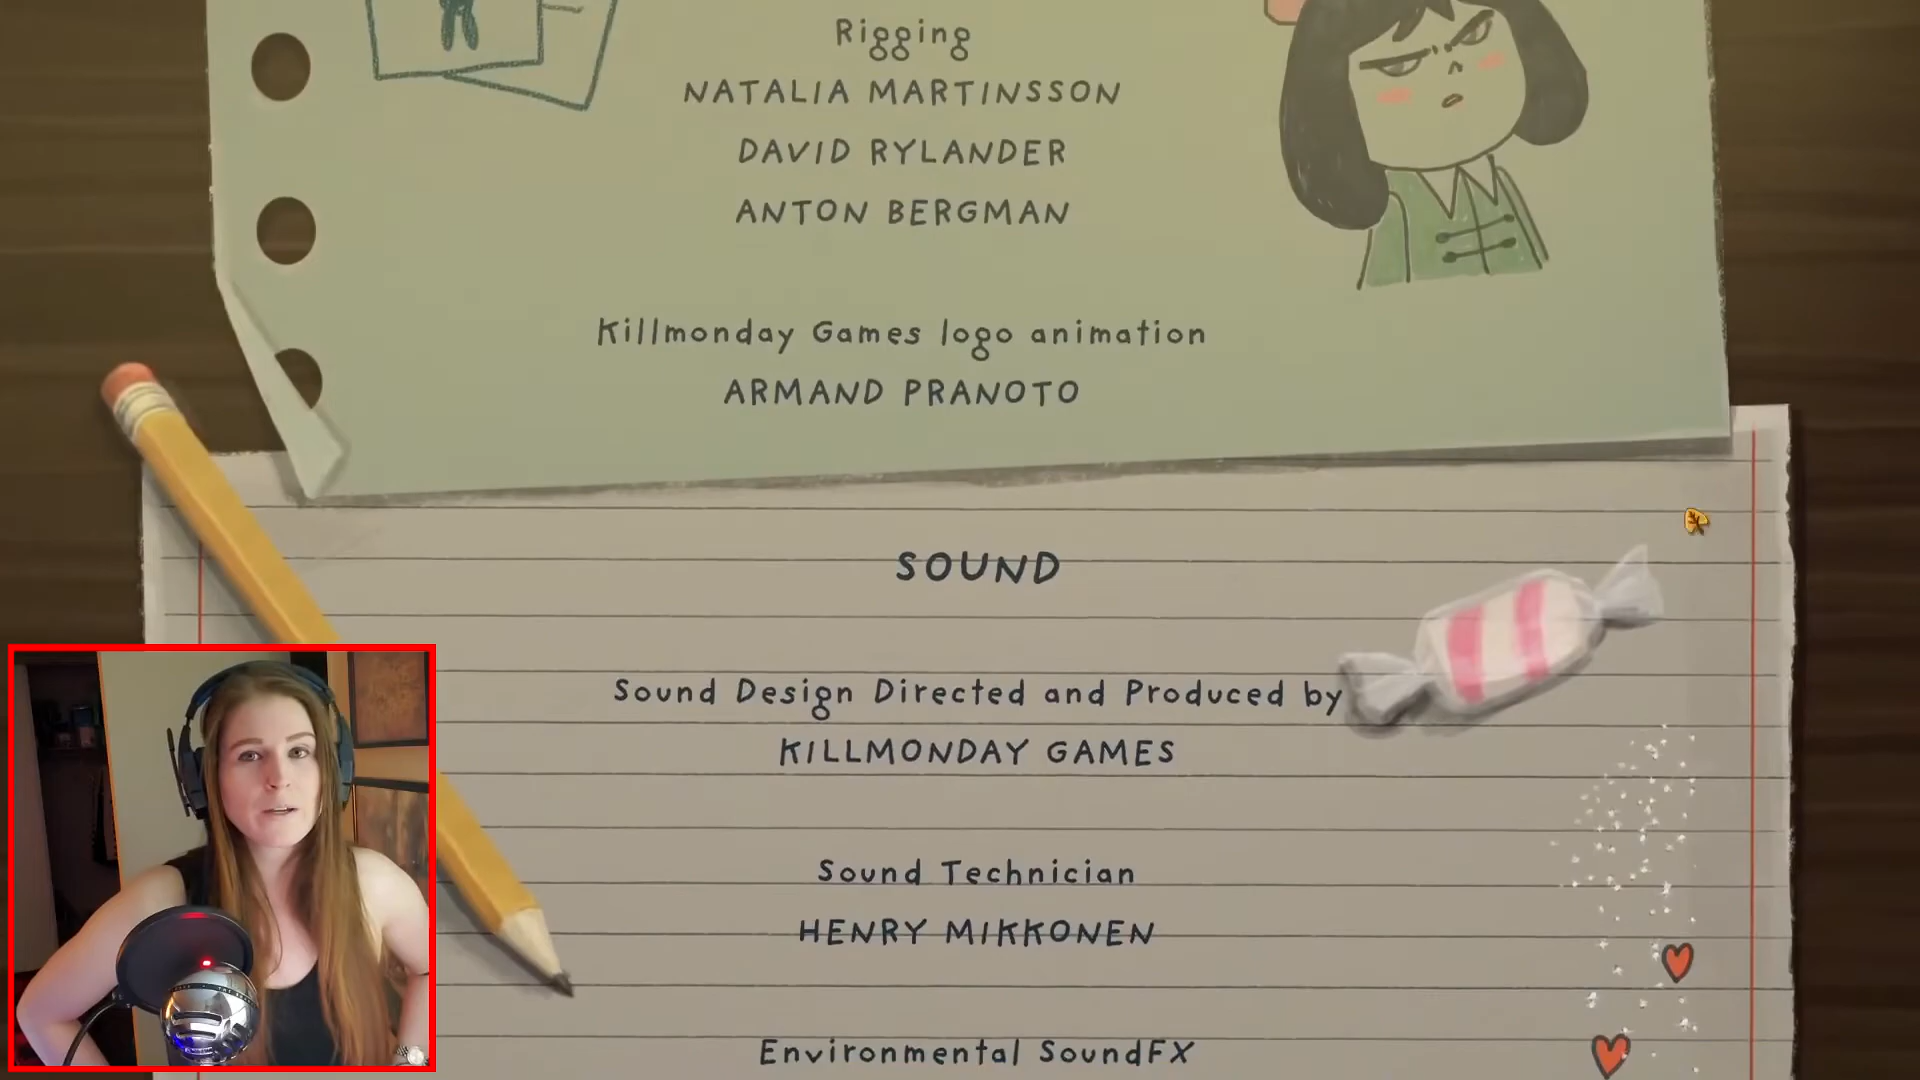 Rigging
NATALIA MARTINSSON
DAVID RYLANDER
ANTON BERGMAN
Killmonday Games logo animation
ARMAND PRANOTO
SOUND
Sound Design Directed and Produced by
KILLMONDAY GAMES
Sound Technician
HENRY MIKKONEN
Environmental SoundFX